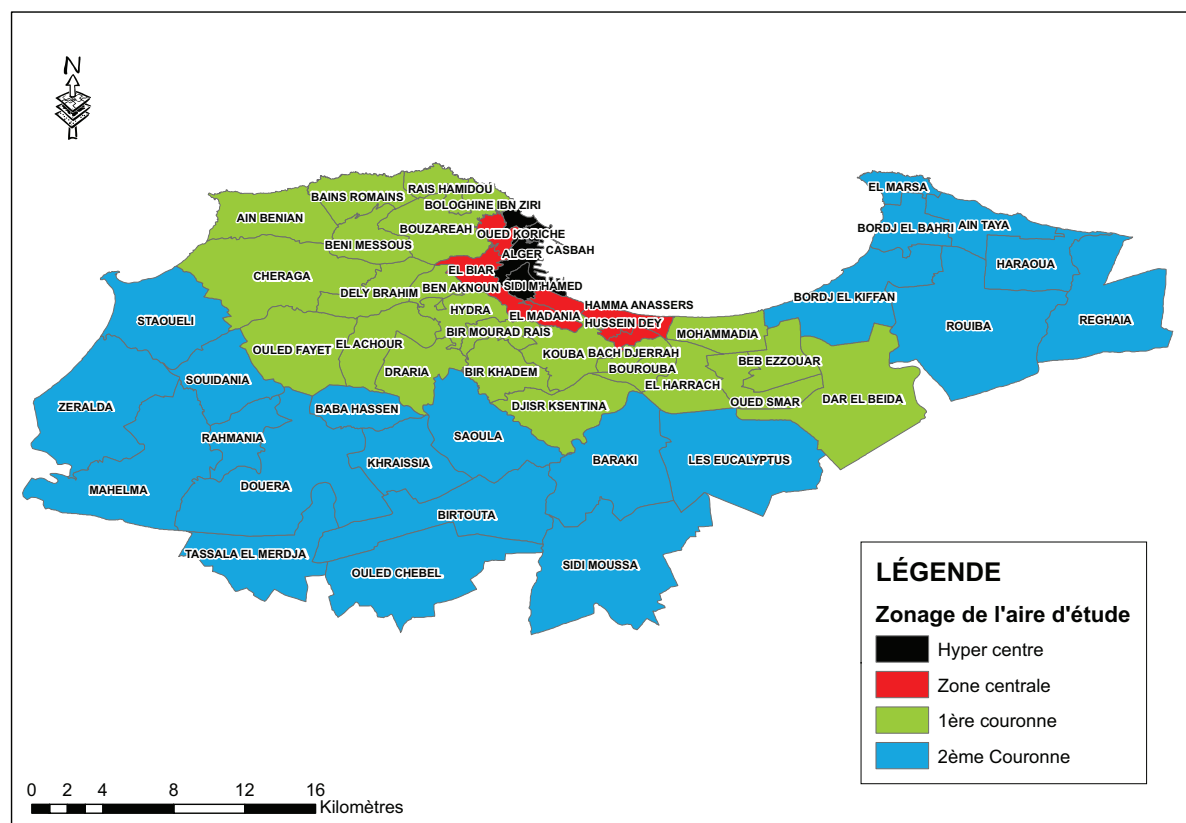 N
RAIS HAMIDOU
BAINS ROMAINS
BOLOGHINE IBN ZIRI
AIN BENIAN
BOUZAREAH
OUED KORICHE
BENI MESSOUS
ALGER
CASBAH
CHERAGA
EL BIAR
DELY BRAHIM
BEN AKNOUN
SIDI M'HAMED
HYDRA
EL MADANIA
HAMMA ANASSERS
HUSSEIN DEY
STAOUELI
OULED FAYET
EL ACHOUR
BIR MOURAD RAIS
MOHAMMADIA
DRARIA
BIR KHADEM
KOUBA
BACH DJERRAH
BOUROUBA
BEB EZZOUAR
EL HARRACH
SOUIDANIA
ZERALDA
BABA HASSEN
DJISR KSENTINA
OUED SMAR
DAR EL BEIDA
RAHMANIA
SAOULA
KHRAISSIA
BARAKI
LES EUCALYPTUS
MAHELMA
DOUERA
BIRTOUTA
TASSALA EL MERDJA
OULED CHEBEL
SIDI MOUSSA
EL MARSA
BORDJ EL BAHRI
AIN TAYA
HARAOUA
BORDJ EL KIFFAN
ROUIBA
REGHAIA
LÉGENDE
Zonage de l'aire d'étude
Hyper centre
Zone centrale
1ère couronne
2ème Couronne
0 2 4 8 12 16
Kilomètres